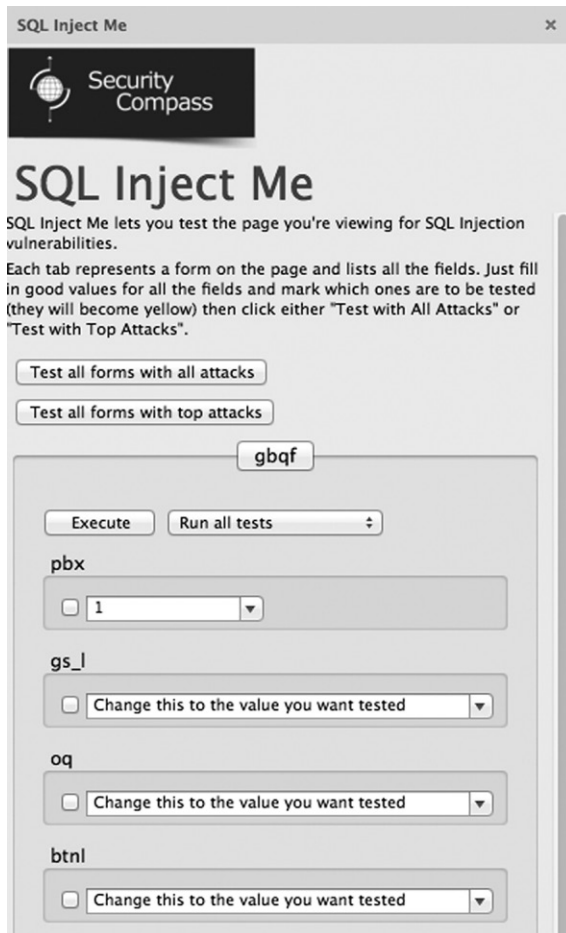 SQL Inject Me
Security
Compass
SQL Inject Me
SQL Inject Me lets you test the page you're viewing for SQL Injection
vulnerabilities.
Each tab represents a form on the page and lists all the fields. Just fill
in good values for all the fields and mark which ones are to be tested
(they will become yellow) then click either "Test with All Attacks" or
"Test with Top Attacks".
Test all forms with all attacks
Test all forms with top attacks
gbqf
Execute Run all tests
pbx
1
gs_l
Change this to the value you want tested
oq
Change this to the value you want tested
btnl
Change this to the value you want tested